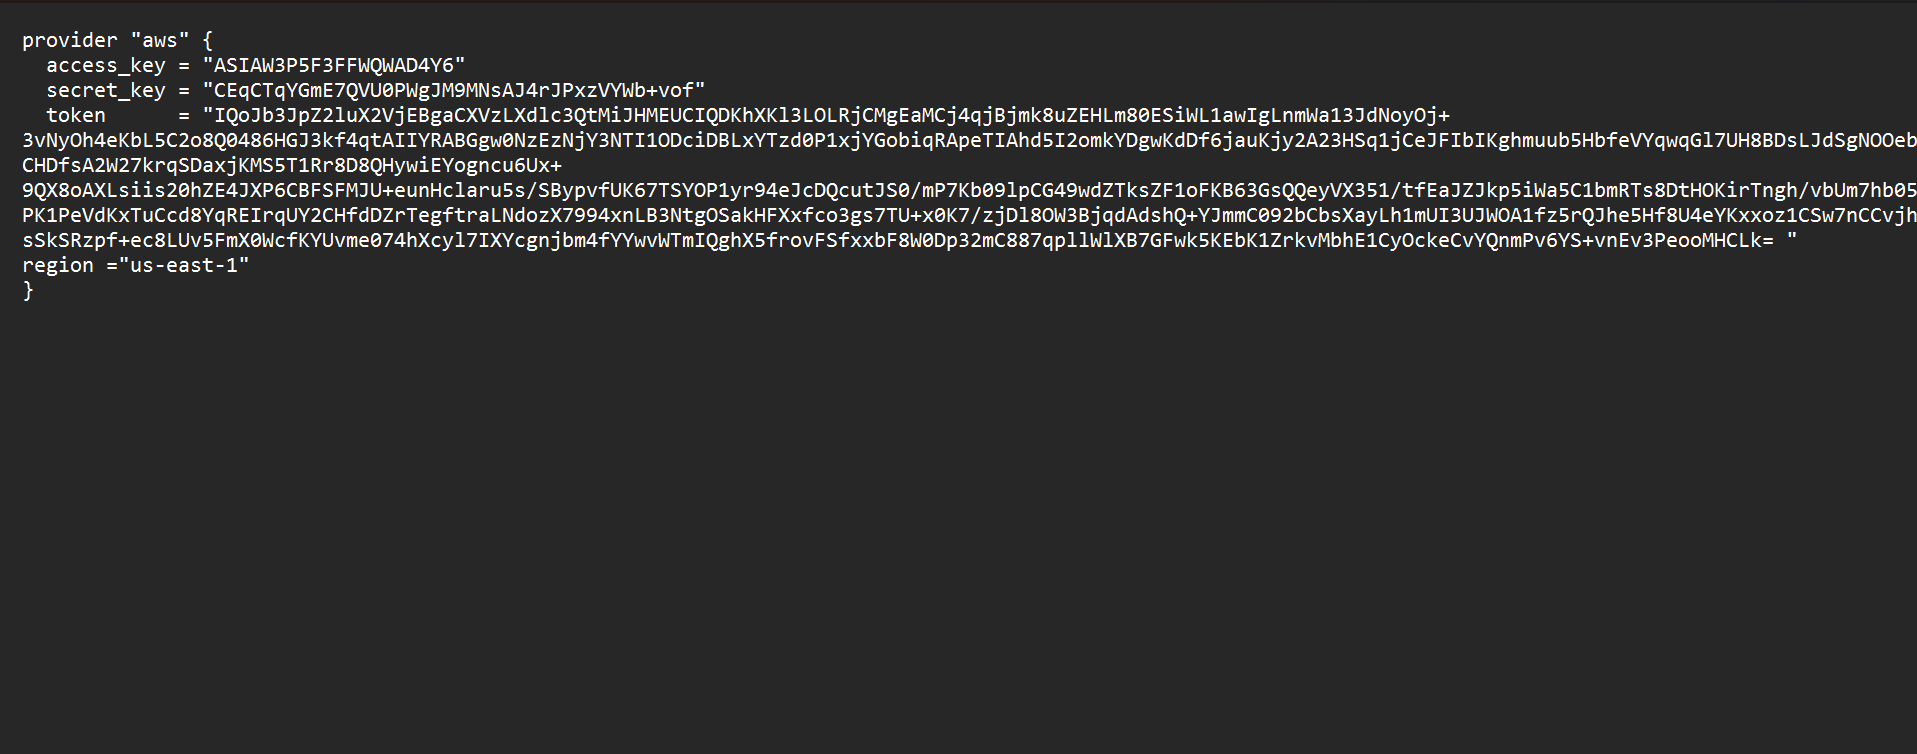 provider "aws" {
  access_key = "ASIAW3P5F3FFWQWAD4Y6"
  secret_key = "CEqCTqYGmE7QVU0PWgJM9MNsAJ4rJPxzVYWb+vof"
  token      = "IQoJb3JpZ2luX2VjEBgaCXVzLXdlc3QtMiJHMEUCIQDKhXKl3LOLRjCMgEaMCj4qjBjmk8uZEHLm80ESiWL1awIgLnmWa13JdNoyOj+
3vNyOh4eKbL5C2o8Q0486HGJ3kf4qtAIIYRABGgw0NzEzNjY3NTI1ODciDBLxYTzd0P1xjYGobiqRApeTIAhd5I2omkYDgwKdDf6jauKjy2A23HSq1jCeJFIbIKghmuub5HbfeVYqwqGl7UH8BDsLJdSgNOOeb
CHDfsA2W27krqSDaxjKMS5T1Rr8D8QHywiEYogncu6Ux+
9QX8oAXLsiis20hZE4JXP6CBFSFMJU+eunHclaru5s/SBypvfUK67TSYOP1yr94eJcDQcutJS0/mP7Kb09lpCG49wdZTksZF1oFKB63GsQQeyVX351/tfEaJZJkp5iWa5C1bmRTs8DtHOKirTngh/vbUm7hb05
PK1PeVdKxTuCcd8YqREIrqUY2CHfdDZrTegftraLNdozX7994xnLB3NtgOSakHFXxfco3gs7TU+x0K7/zjDl8OW3BjqdAdshQ+YJmmC092bCbsXayLh1mUI3UJWOA1fz5rQJhe5Hf8U4eYKxxoz1CSw7nCCvjh
sSkSRzpf+ec8LUv5FmX0WcfKYUvme074hXcyl7IXYcgnjbm4fYYwvWTmIQghX5frovFSfxxbF8W0Dp32mC887qpllWlXB7GFwk5KEbK1ZrkvMbhE1CyOckeCvYQnmPv6YS+vnEv3PeooMHCLk= "
region ="us-east-1"
}